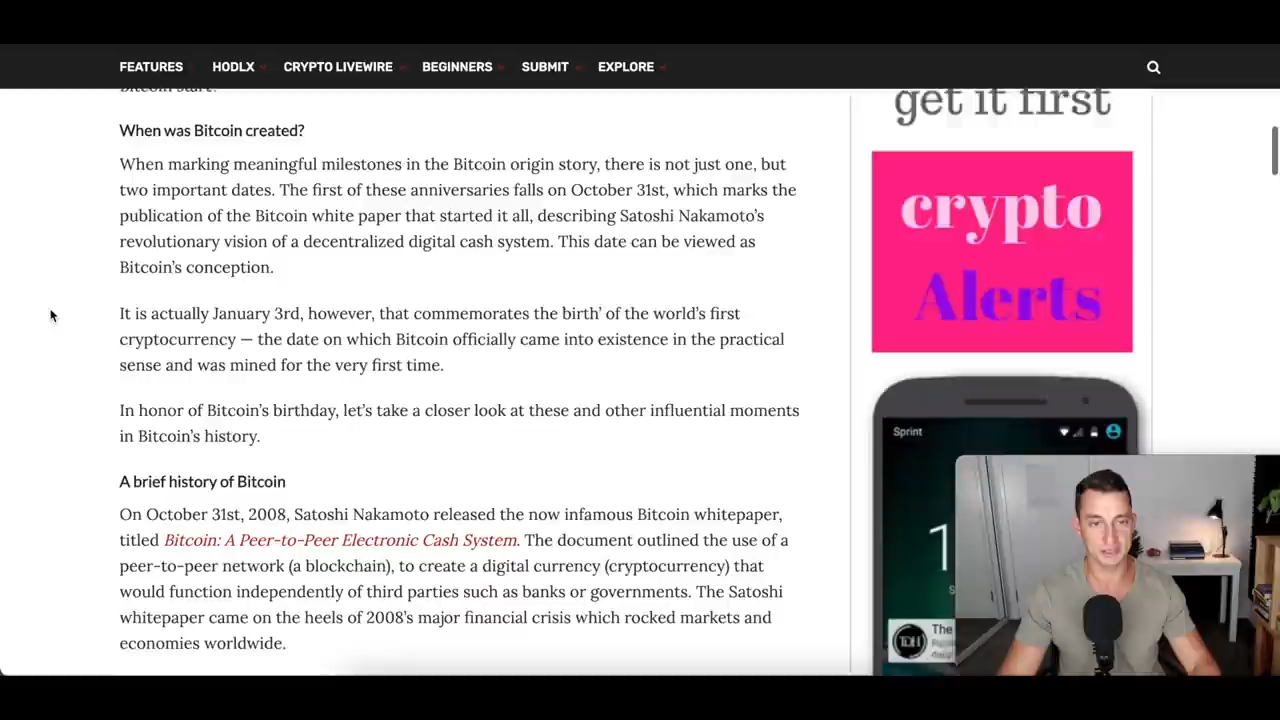 FEATURES HODLX CRYPTO LIVEWIRE BEGINNERS SUBMIT EXPLORE
Bitcoin start?
When was Bitcoin created?
When marking meaningful milestones in the Bitcoin origin story, there is not just one, but
two important dates. The first of these anniversaries falls on October 31st, which marks the
publication of the Bitcoin white paper that started it all, describing Satoshi Nakamoto's
revolutionary vision of a decentralized digital cash system. This date can be viewed as
Bitcoin's conception.
It is actually January 3rd, however, that commemorates the birth' of the world's first
cryptocurrency — the date on which Bitcoin officially came into existence in the practical
sense and was mined for the very first time.
In honor of Bitcoin's birthday, let's take a closer look at these and other influential moments
in Bitcoin's history.
A brief history of Bitcoin
On October 31st, 2008, Satoshi Nakamoto released the now infamous Bitcoin whitepaper,
titled Bitcoin: A Peer-to-Peer Electronic Cash System. The document outlined the use of a
peer-to-peer network (a blockchain), to create a digital currency (cryptocurrency) that
would function independently of third parties such as banks or governments. The Satoshi
whitepaper came on the heels of 2008's major financial crisis which rocked markets and
economies worldwide.
get it first
crypto
Alerts
Sprint
1
TDH The